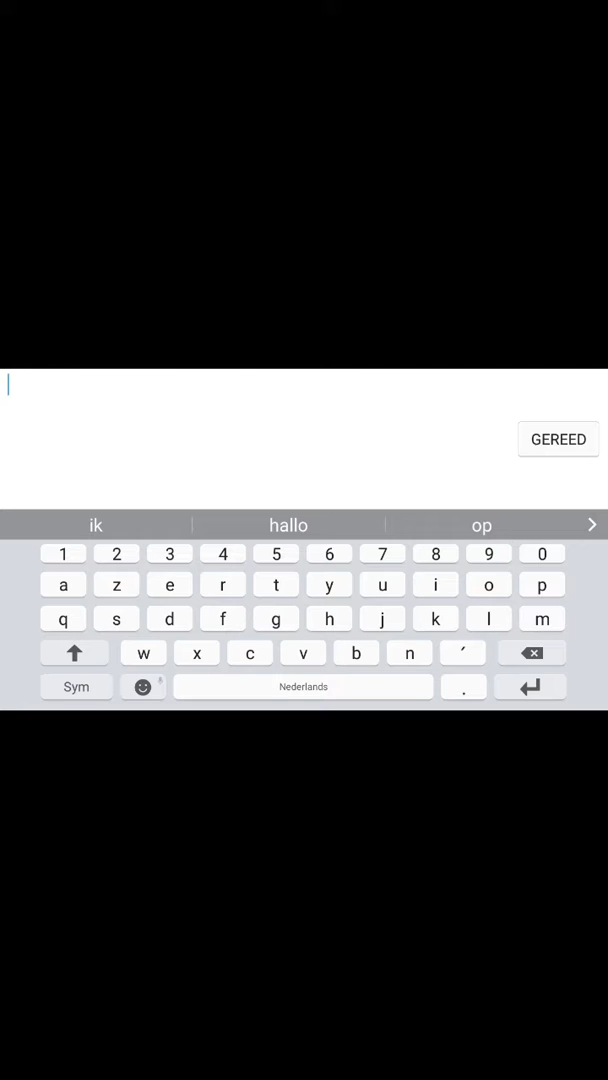 GEREED
ik hallo op
1 2 3 4 5 6 7 8 9 0
a z e r t y u i o p
q s d f g h j k l m
w x c v b n ´
Sym Nederlands .